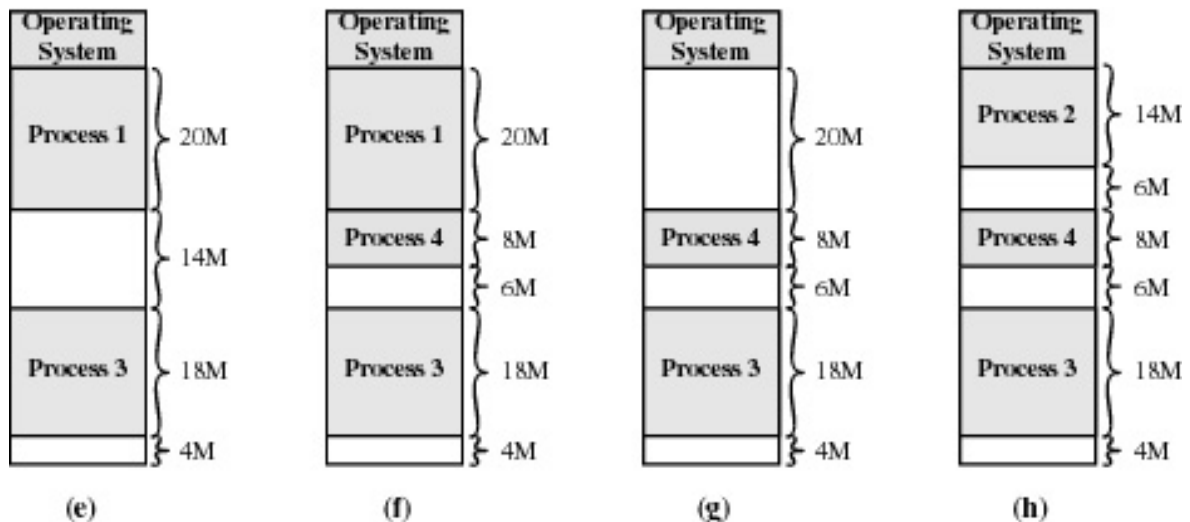 Operating
System
Process 1
20M
14M
Process 3
18M
4M
(e)
Operating
System
Process 1
20M
Process 4
8M
6M
Process 3
18M
4M
(f)
Operating
System
20M
Process 4
8M
6M
Process 3
18M
4M
(g)
Operating
System
Process 2
14M
6M
Process 4
8M
6M
Process 3
18M
4M
(h)